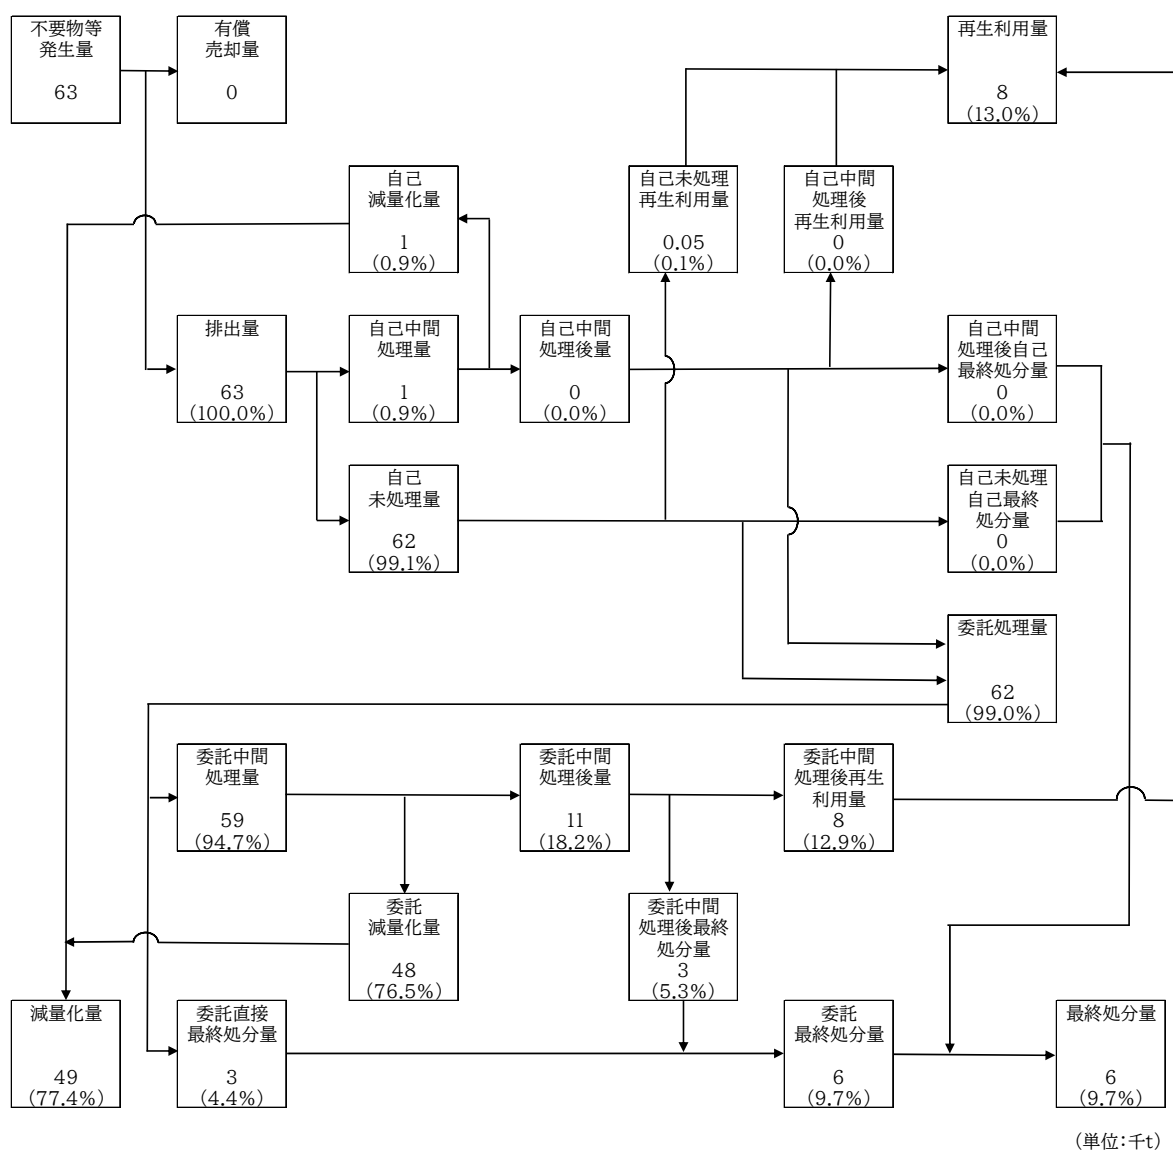 不要物等
発生量
63
有償
売却量
0
再生利用量
8
(13.0%)
自己
減量化量
1
(0.9%)
自己未処理
再生利用量
0.05
(0.1%)
自己中間
処理後
再生利用量
0
(0.0%)
排出量
63
(100.0%)
自己中間
処理量
1
(0.9%)
自己中間
処理後量
0
(0.0%)
自己中間
処理後自己
最終処分量
0
(0.0%)
自己
未処理量
62
(99.1%)
自己未処理
自己最終
処分量
0
(0.0%)
委託処理量
62
(99.0%)
委託中間
処理量
59
(94.7%)
委託中間
処理後量
11
(18.2%)
委託中間
処理後再生
利用量
8
(12.9%)
委託
減量化量
48
(76.5%)
委託中間
処理後最終
処分量
3
(5.3%)
減量化量
49
(77.4%)
委託直接
最終処分量
3
(4.4%)
委託
最終処分量
6
(9.7%)
最終処分量
6
(9.7%)
(単位:千t)